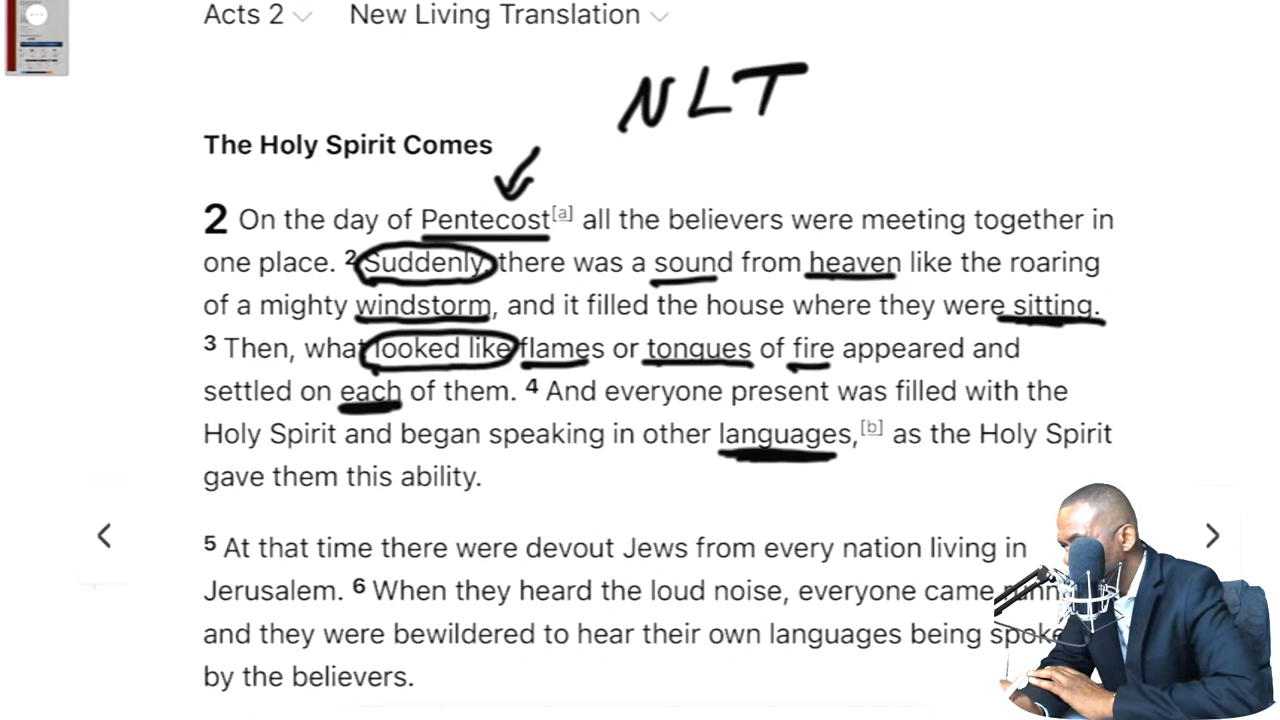 Acts 2 New Living Translation
NLT
The Holy Spirit Comes
2 On the day of Pentecost[a] all the believers were meeting together in
one place. 2 Suddenly, there was a sound from heaven like the roaring
of a mighty windstorm, and it filled the house where they were sitting.
3 Then, what looked like flames or tongues of fire appeared and
settled on each of them. 4 And everyone present was filled with the
Holy Spirit and began speaking in other languages,[b] as the Holy Spirit
gave them this ability.
5 At that time there were devout Jews from every nation living in
Jerusalem. 6 When they heard the loud noise, everyone came
and they were bewildered to hear their own languages being
by the believers.